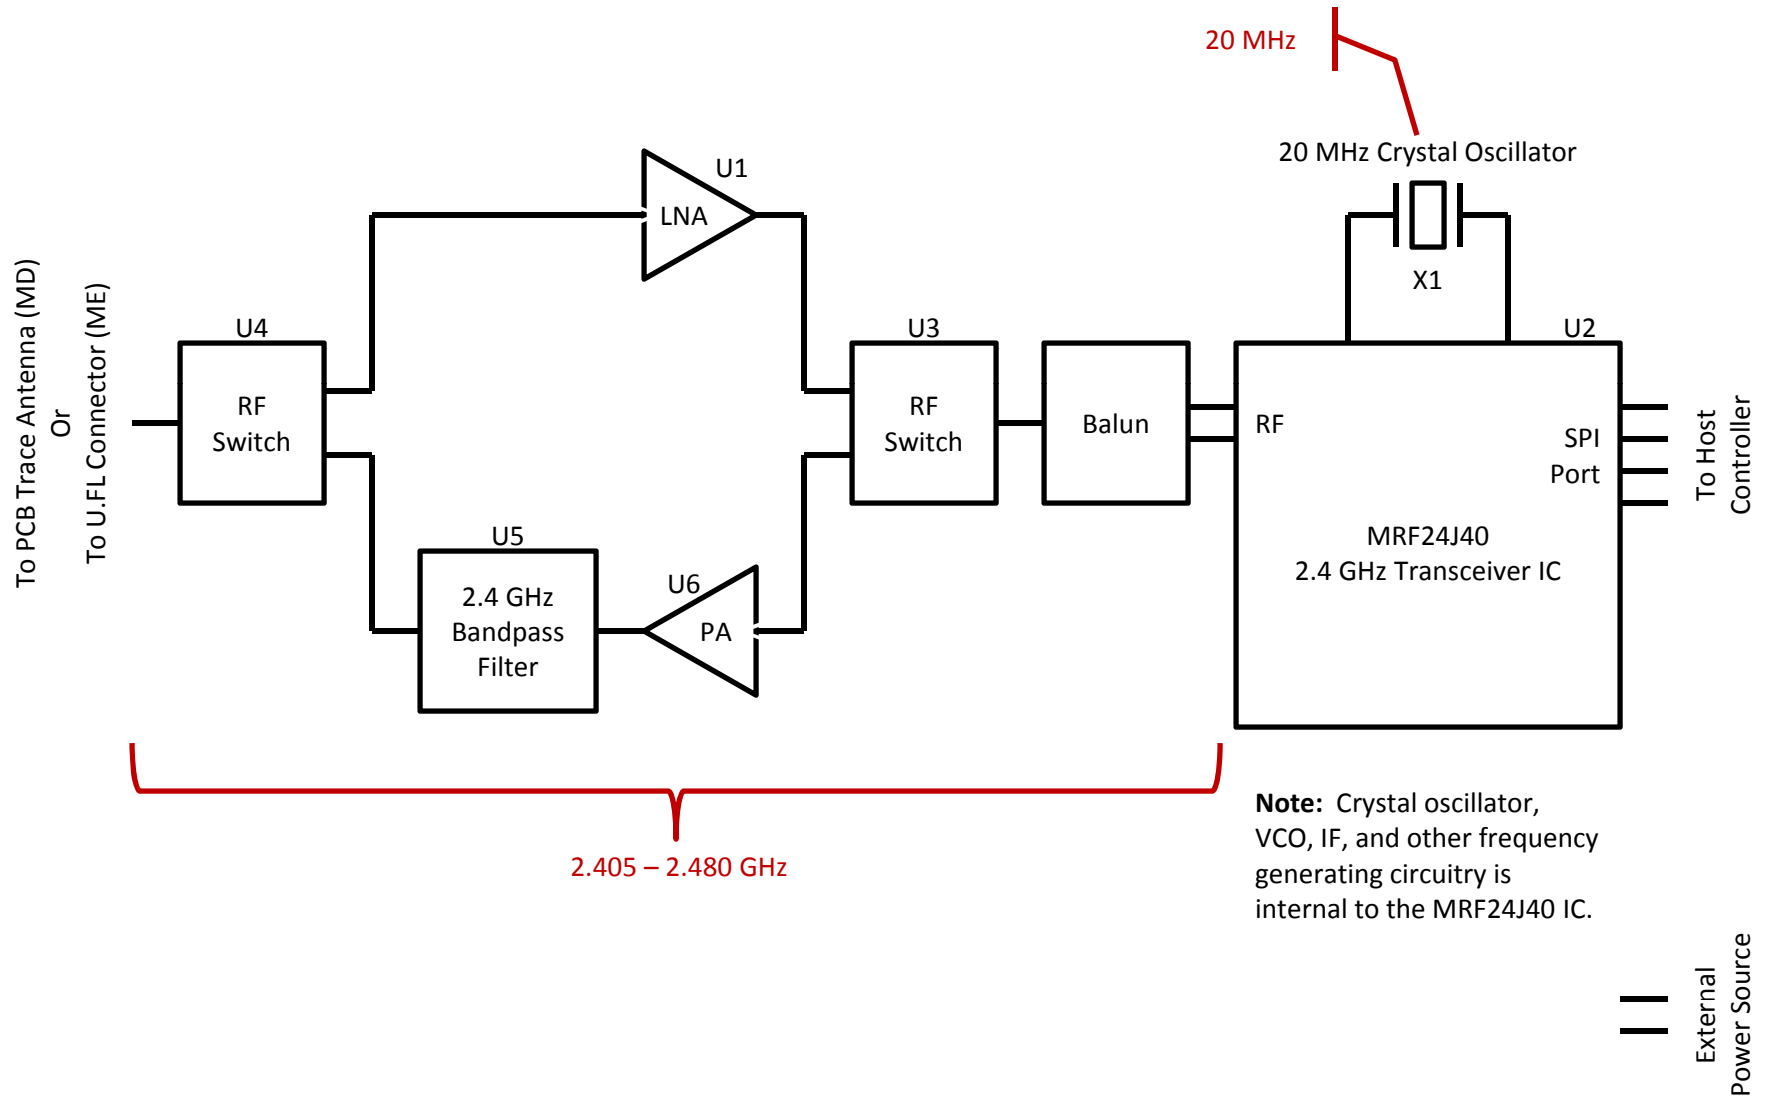 20 MHz
20 MHz Crystal Oscillator
X1
U1
LNA
To PCB Trace Antenna (MD)
Or
To U.FL Connector (ME)
U4
RF
Switch
U3
RF
Switch
Balun
U2
RF
SPI
Port
MRF24J40
2.4 GHz Transceiver IC
To Host
Controller
U5
2.4 GHz
Bandpass
Filter
U6
PA
2.405 – 2.480 GHz
Note:  Crystal oscillator,
VCO, IF, and other frequency
generating circuitry is
internal to the MRF24J40 IC.
External
Power Source